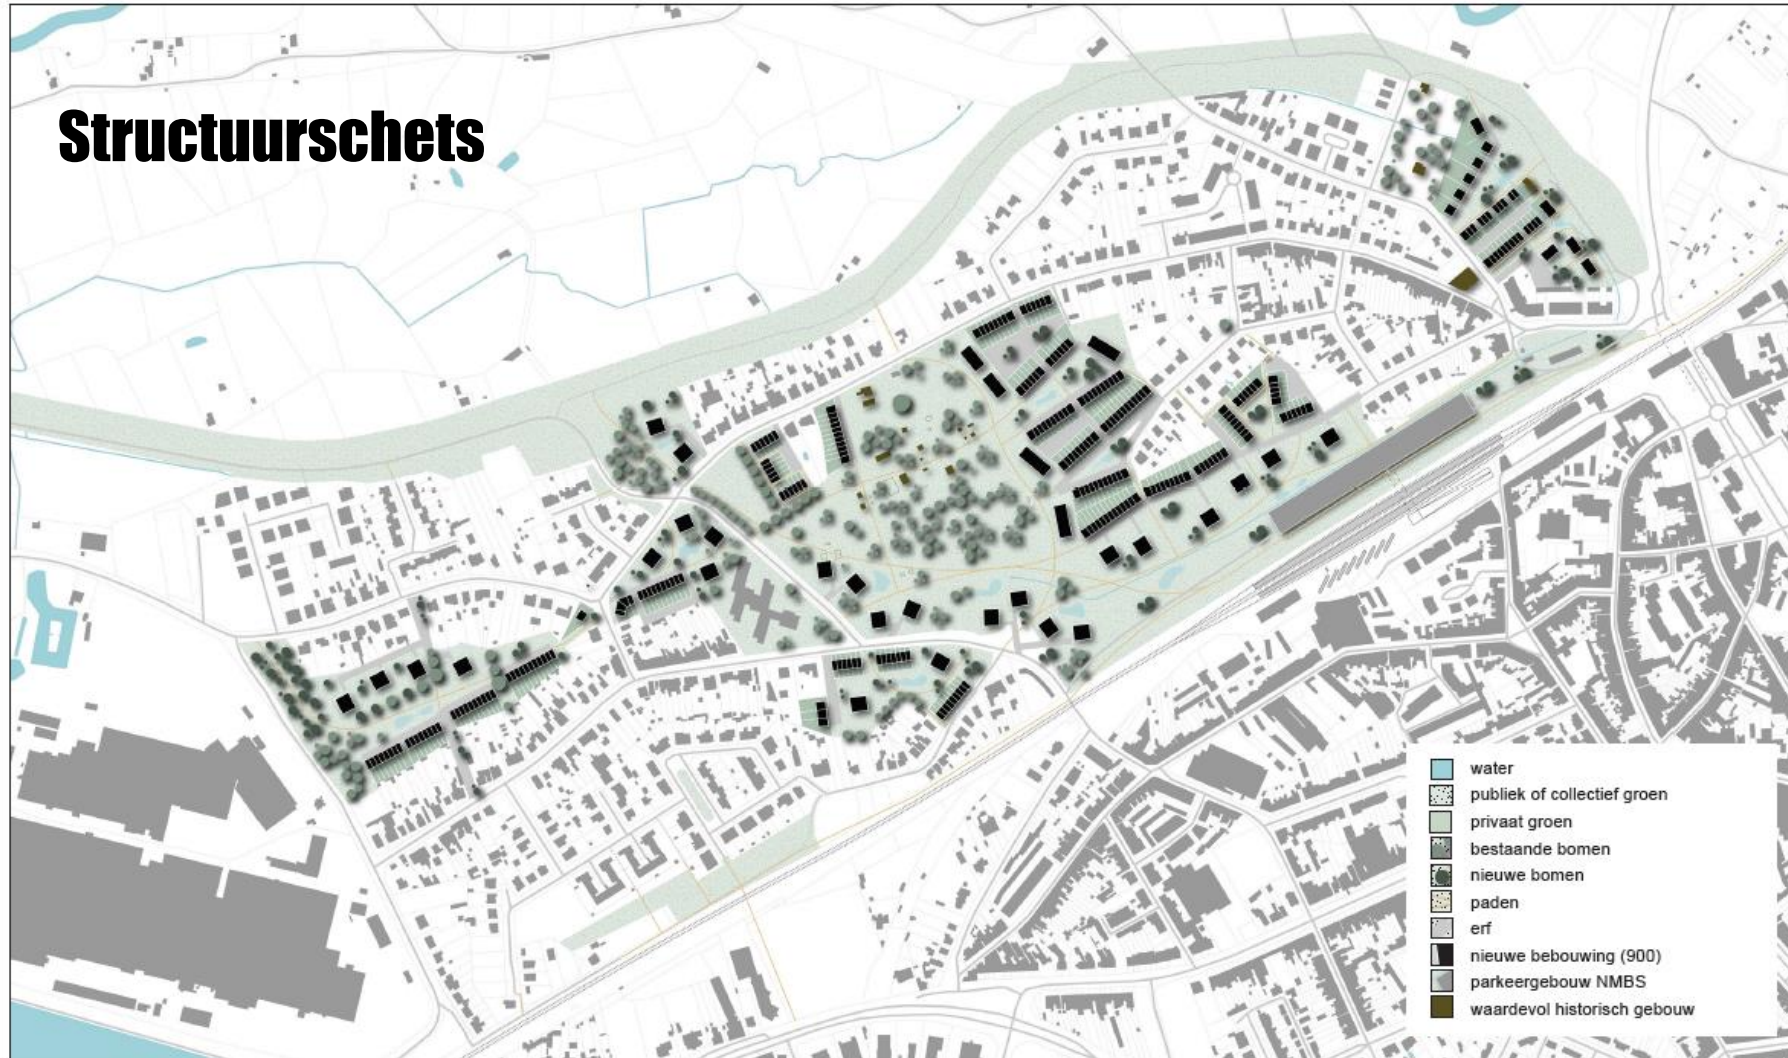 Structuurschets
water
publiek of collectief groen
privaat groen
bestaande bomen
nieuwe bomen
paden
erf
nieuwe bebouwing (900)
parkeergebouw NMBS
waardevol historisch gebouw